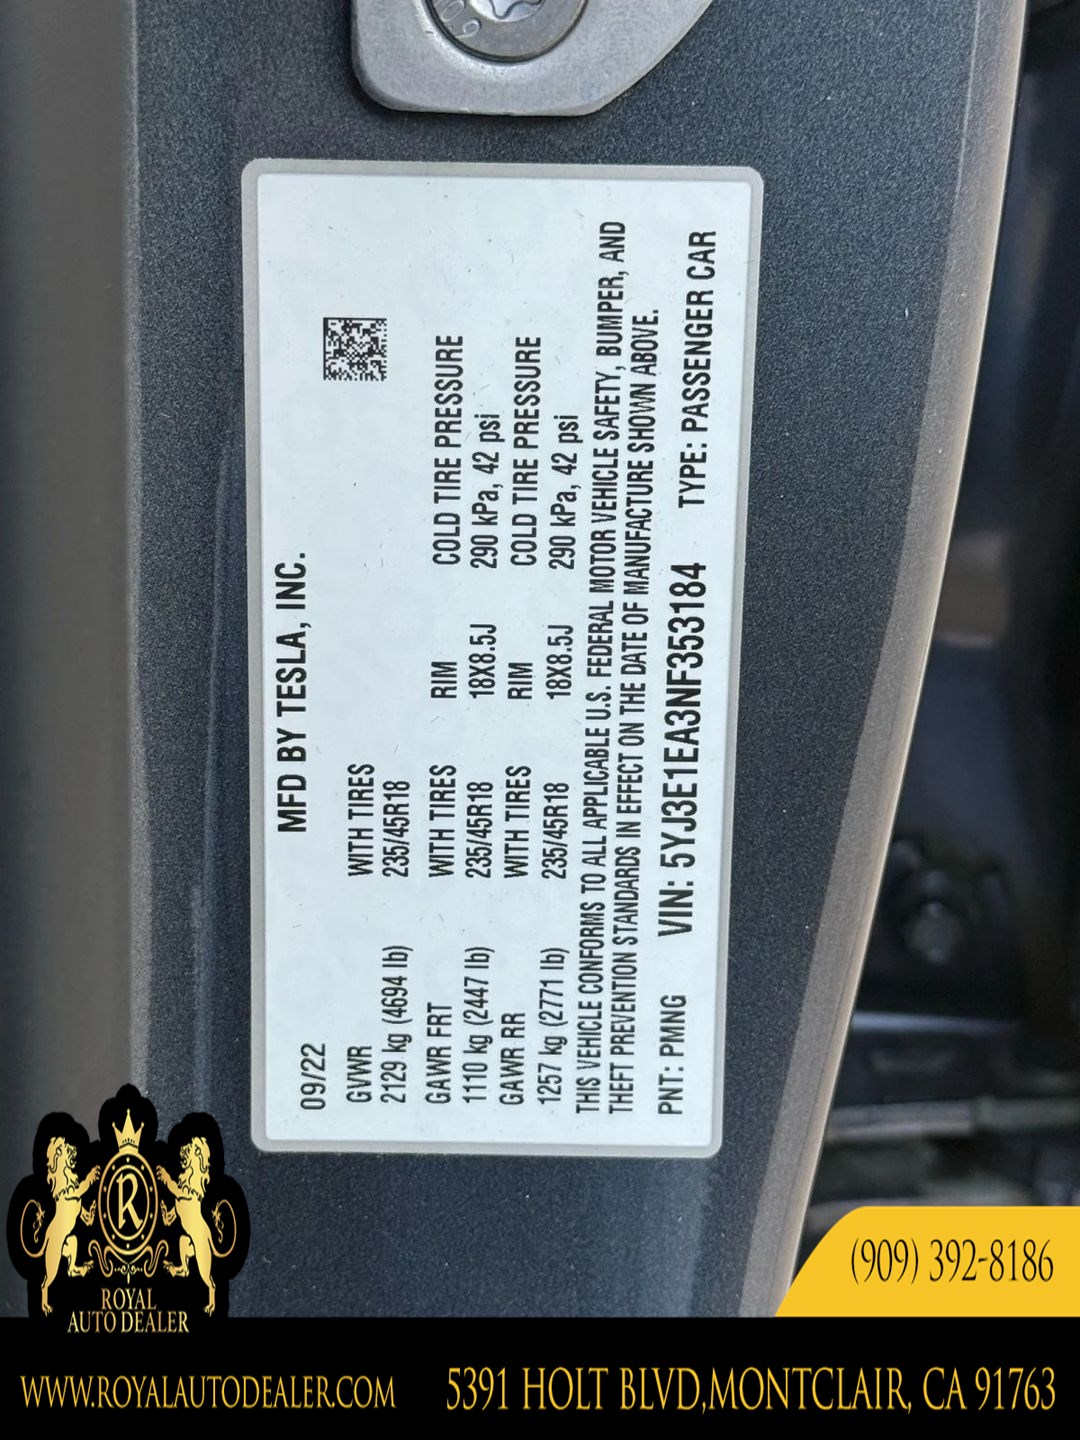 MFD BY TESLA, INC.
09/22
GVWR WITH TIRES
2129 kg (4694 lb) 235/45R18
GAWR FRT WITH TIRES RIM COLD TIRE PRESSURE
1110 kg (2447 lb) 235/45R18 18X8.5J 290 kPa, 42 psi
GAWR RR WITH TIRES RIM COLD TIRE PRESSURE
1257 kg (2771 lb) 235/45R18 18X8.5J 290 kPa, 42 psi
THIS VEHICLE CONFORMS TO ALL APPLICABLE U.S. FEDERAL MOTOR VEHICLE SAFETY, BUMPER, AND
THEFT PREVENTION STANDARDS IN EFFECT ON THE DATE OF MANUFACTURE SHOWN ABOVE.
PNT: PMNG VIN: 5YJ3E1EA3NF353184 TYPE: PASSENGER CAR
R
ROYAL
AUTO DEALER
(909) 392-8186
WWW.ROYALAUTODEALER.COM
5391 HOLT BLVD,MONTCLAIR, CA 91763